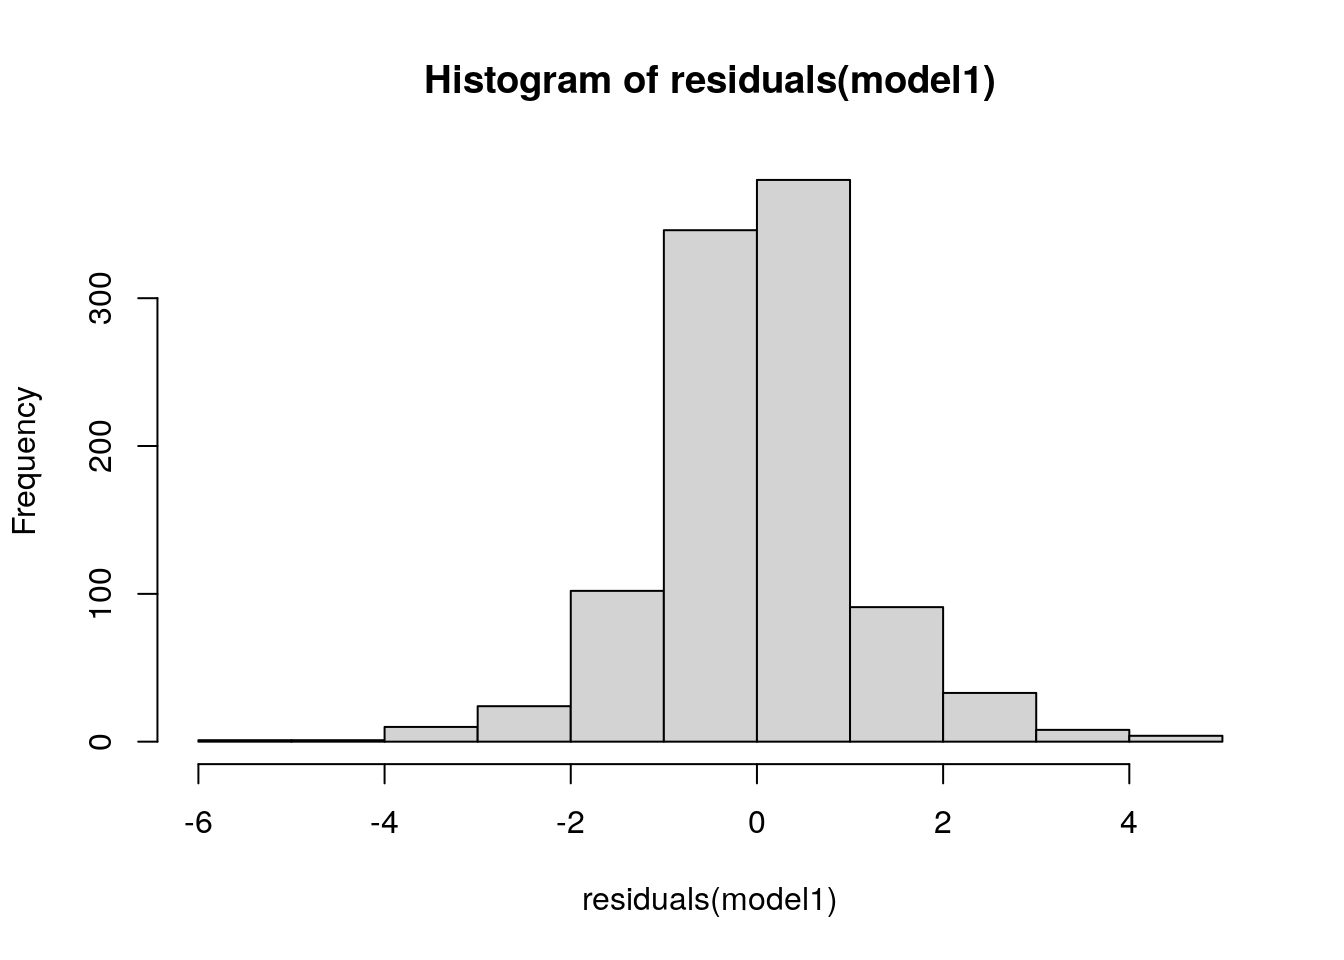 Histogram of residuals(model1)
Frequency
300
200
100
0
-6 -4 -2 0 2 4
residuals(model1)